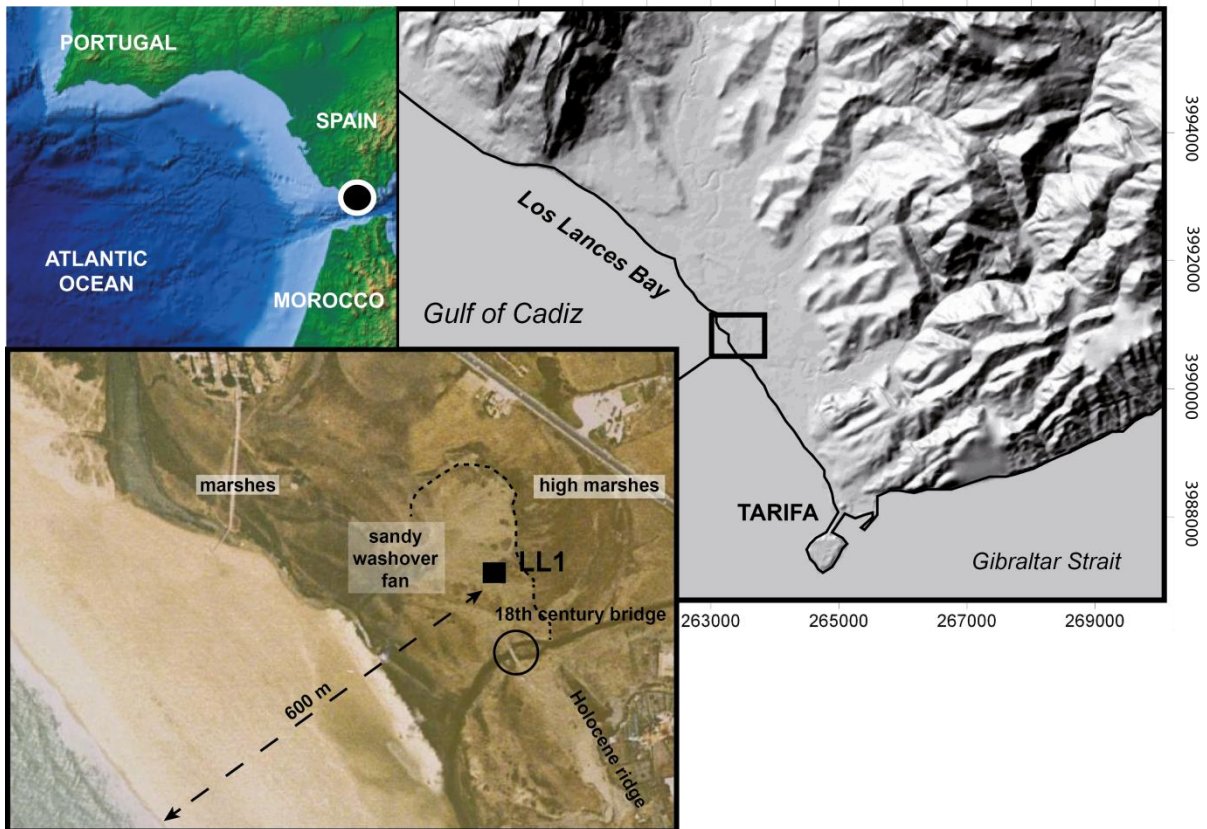 PORTUGAL
SPAIN
ATLANTIC
OCEAN
MOROCCO
Los Lances Bay
Gulf of Cadiz
TARIFA
Gibraltar Strait
3994000
3992000
3990000
3988000
263000
265000
267000
269000
marshes
high marshes
sandy
washover
fan
LL1
18th century bridge
600 m
Holocene ridge